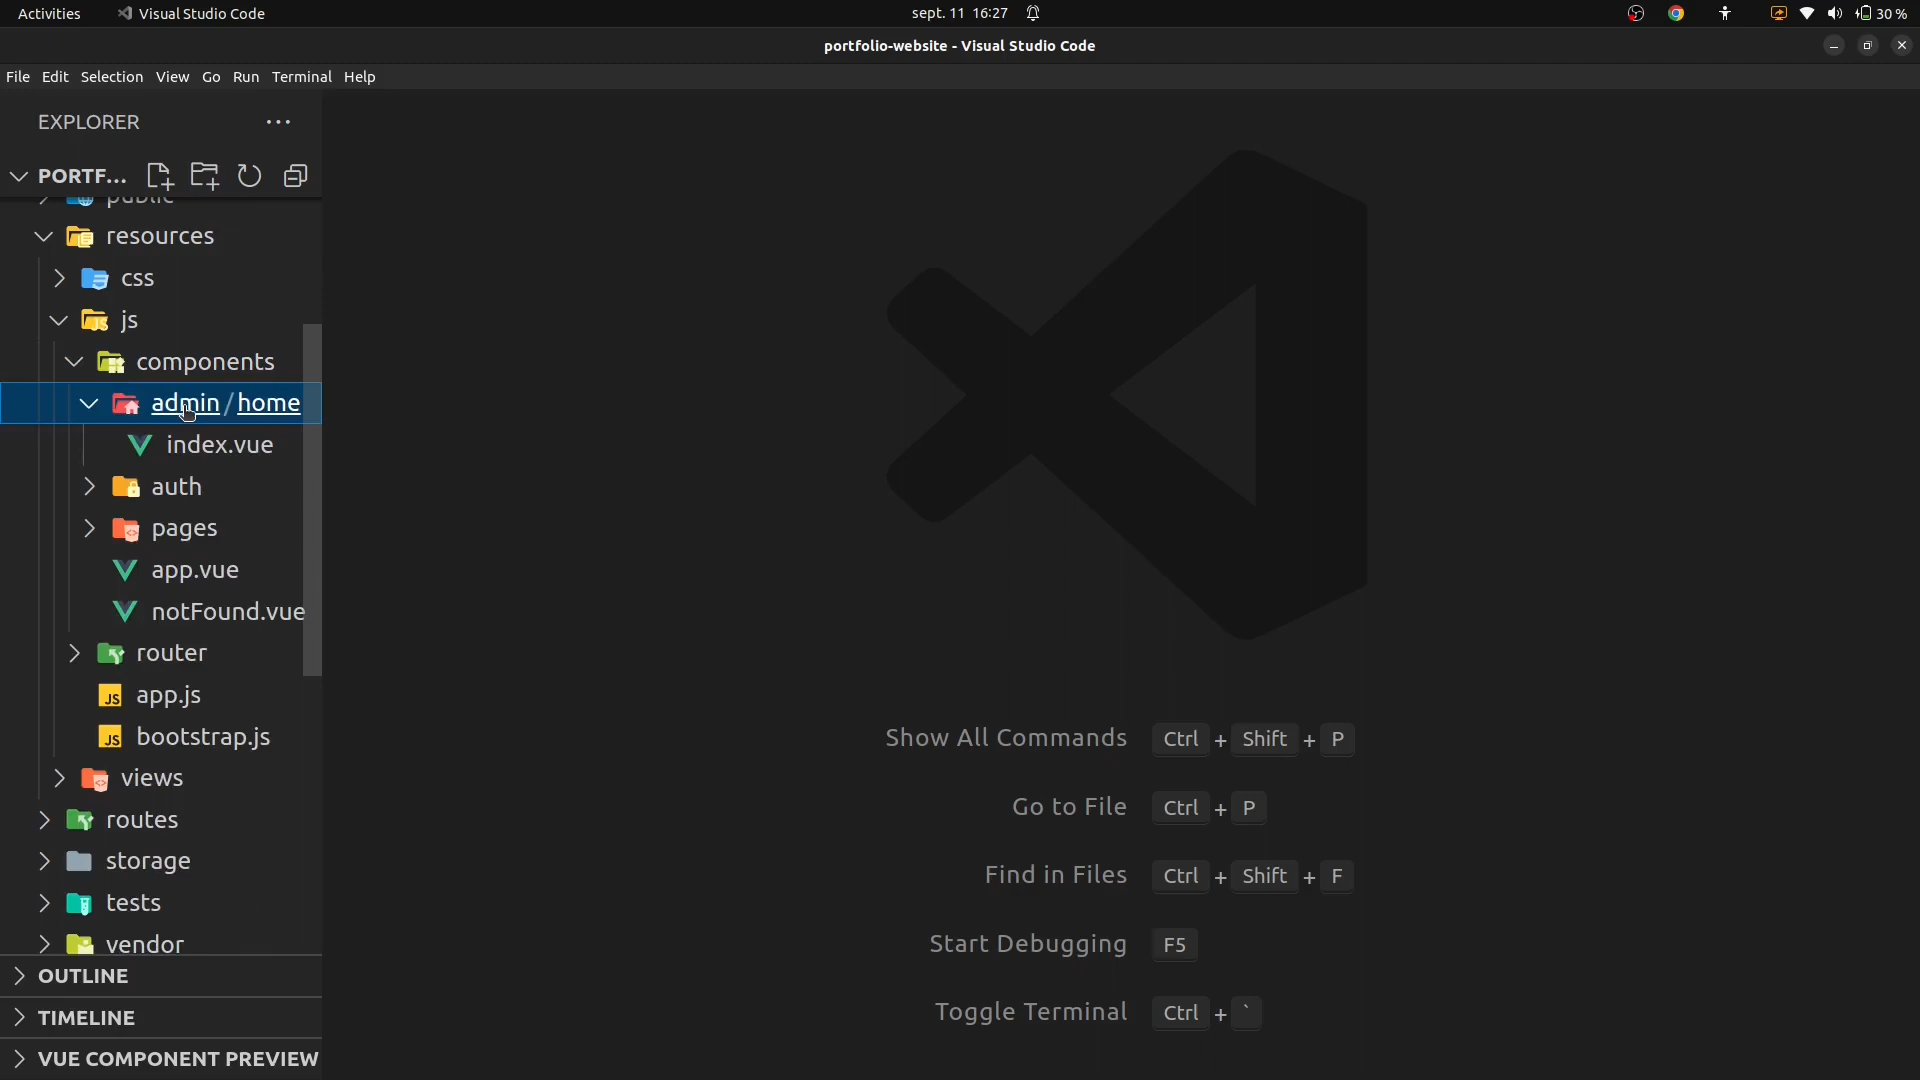 Activities Visual Studio Code sept. 11 16:27 30 %
portfolio-website - Visual Studio Code
File Edit Selection View Go Run Terminal Help
EXPLORER
PORTF...
public
resources
css
js
components
admin / home
index.vue
auth
pages
app.vue
notFound.vue
router
JS app.js
JS bootstrap.js
views
routes
storage
tests
vendor
OUTLINE
TIMELINE
VUE COMPONENT PREVIEW
Show All Commands Ctrl + Shift + P
Go to File Ctrl + P
Find in Files Ctrl + Shift + F
Start Debugging F5
Toggle Terminal Ctrl + `